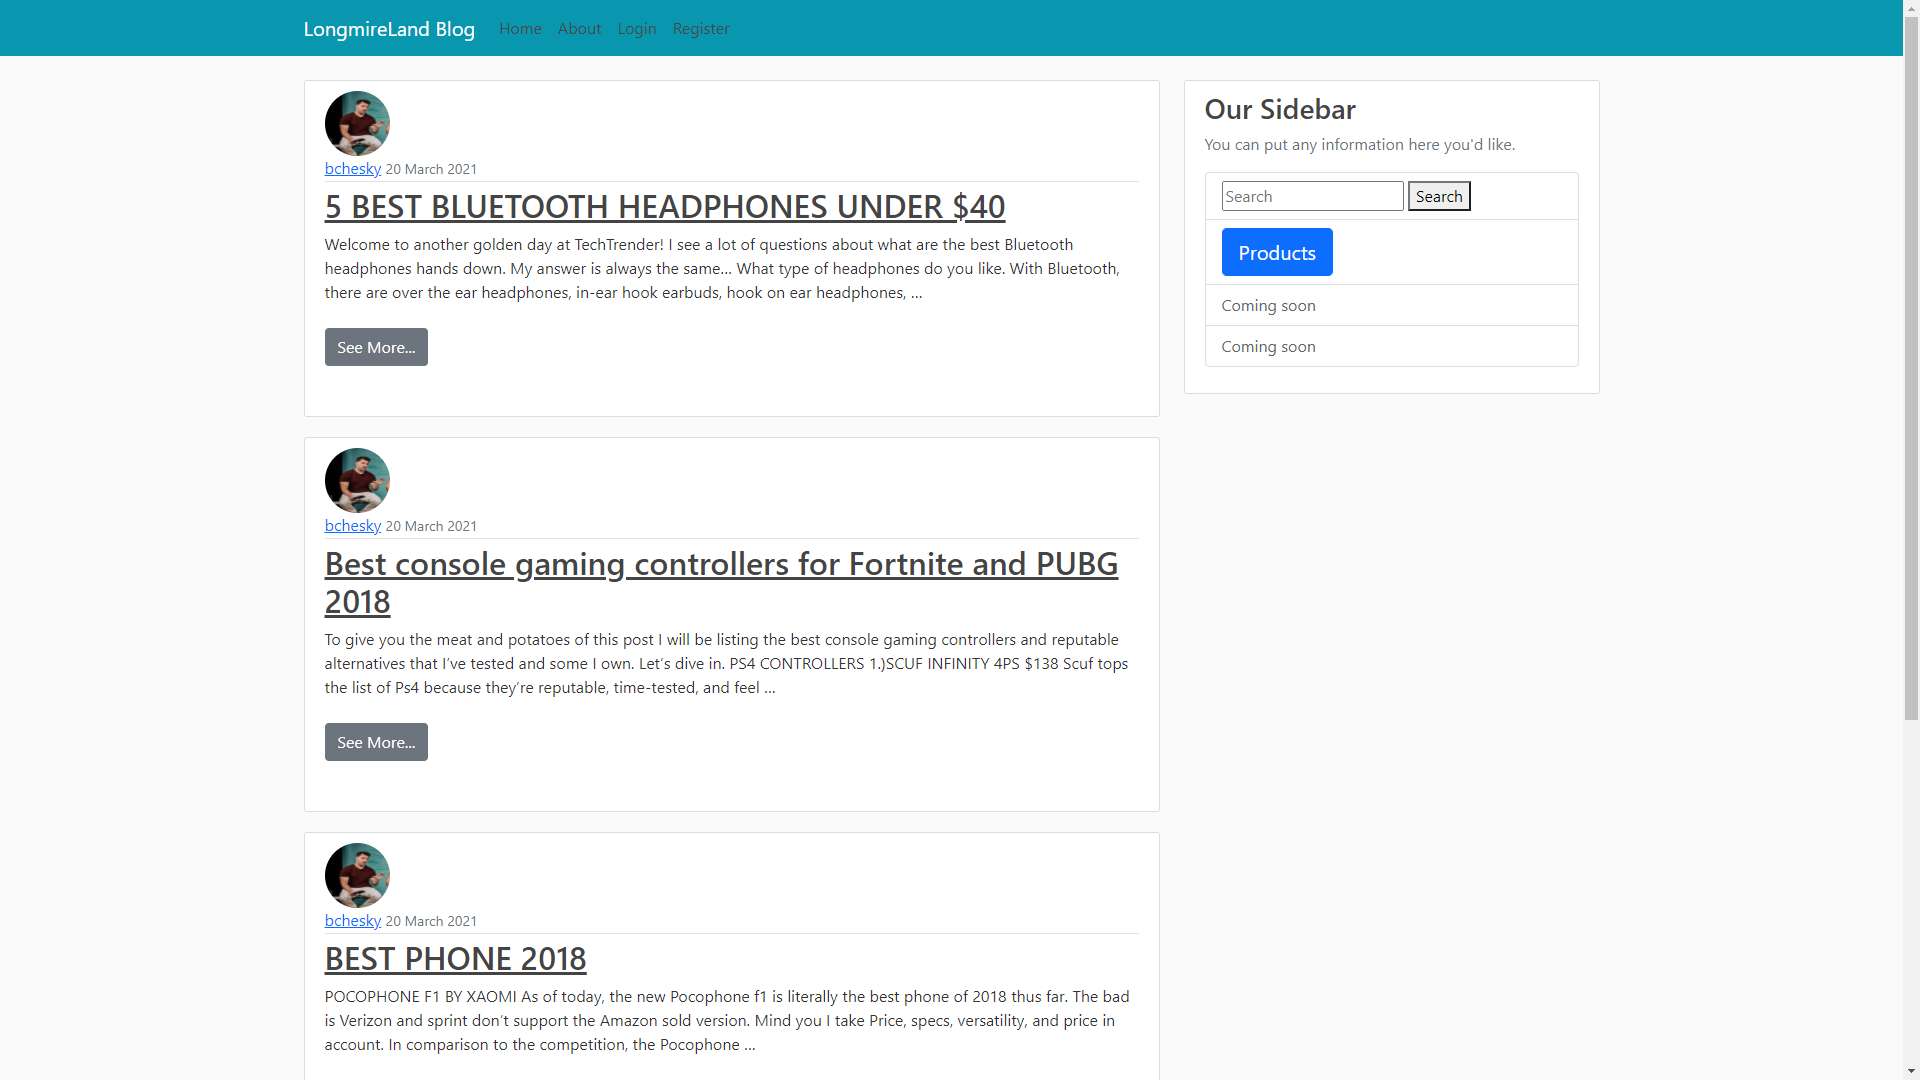 LongmireLand Blog Home About Login Register
bchesky 20 March 2021
5 BEST BLUETOOTH HEADPHONES UNDER $40
Welcome to another golden day at TechTrender! I see a lot of questions about what are the best Bluetooth
headphones hands down. My answer is always the same… What type of headphones do you like. With Bluetooth,
there are over the ear headphones, in-ear hook earbuds, hook on ear headphones, …
See More...
bchesky 20 March 2021
Best console gaming controllers for Fortnite and PUBG
2018
To give you the meat and potatoes of this post I will be listing the best console gaming controllers and reputable
alternatives that I’ve tested and some I own. Let’s dive in. PS4 CONTROLLERS 1.)SCUF INFINITY 4PS $138 Scuf tops
the list of Ps4 because they’re reputable, time-tested, and feel …
See More...
bchesky 20 March 2021
BEST PHONE 2018
POCOPHONE F1 BY XAOMI As of today, the new Pocophone f1 is literally the best phone of 2018 thus far. The bad
is Verizon and sprint don’t support the Amazon sold version. Mind you I take Price, specs, versatility, and price in
account. In comparison to the competition, the Pocophone …
Our Sidebar
You can put any information here you'd like.
Search Search
Products
Coming soon
Coming soon